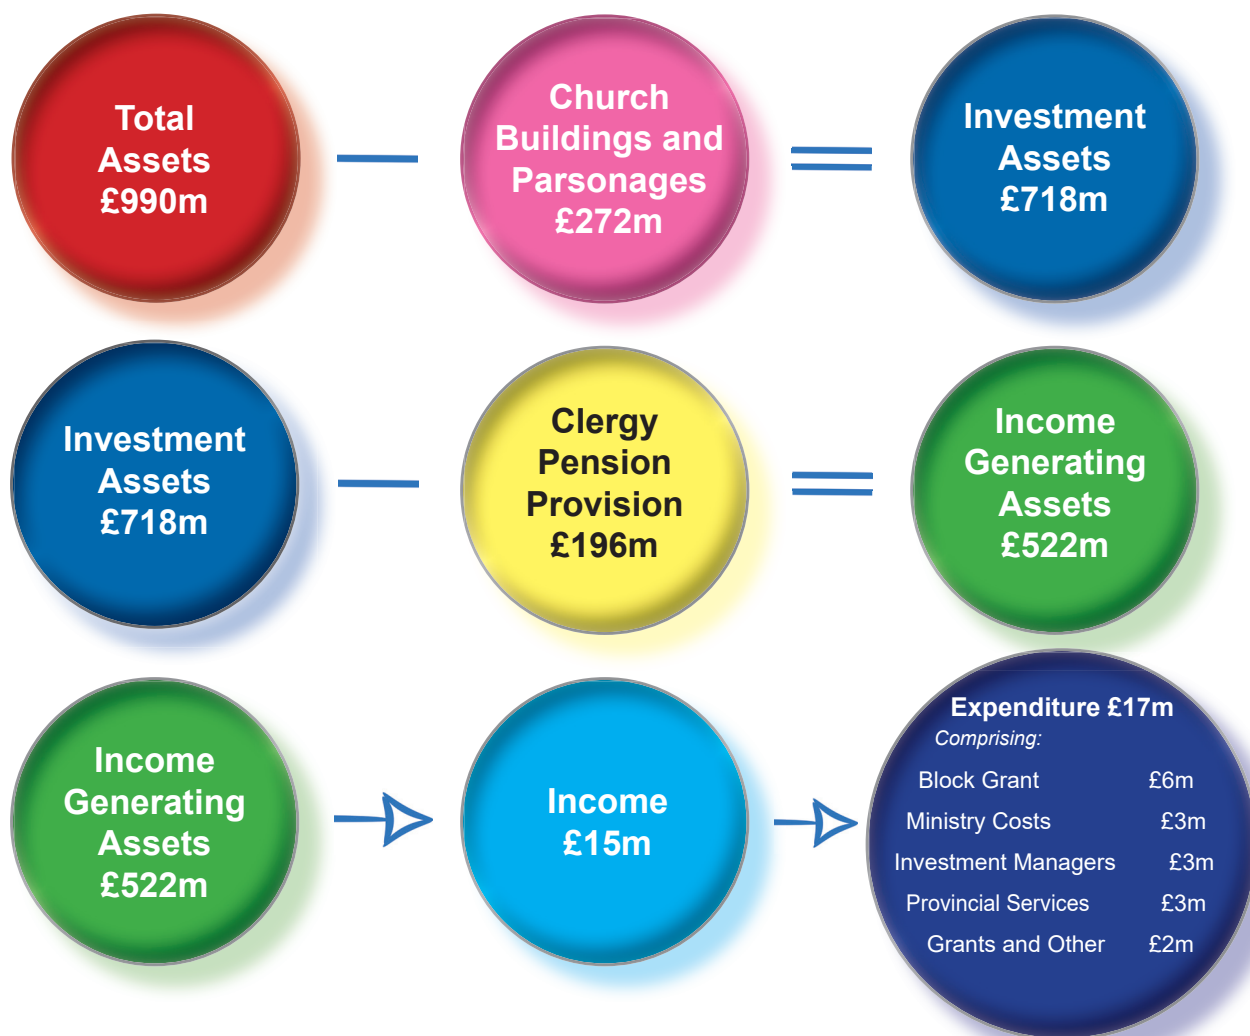 Total
Assets
£990m
Church
Buildings and
Parsonages
£272m
Investment
Assets
£718m
Investment
Assets
£718m
Clergy
Pension
Provision
£196m
Income
Generating
Assets
£522m
Income
Generating
Assets
£522m
Income
£15m
Expenditure £17m
Comprising:
Block Grant £6m
Ministry Costs £3m
Investment Managers £3m
Provincial Services £3m
Grants and Other £2m